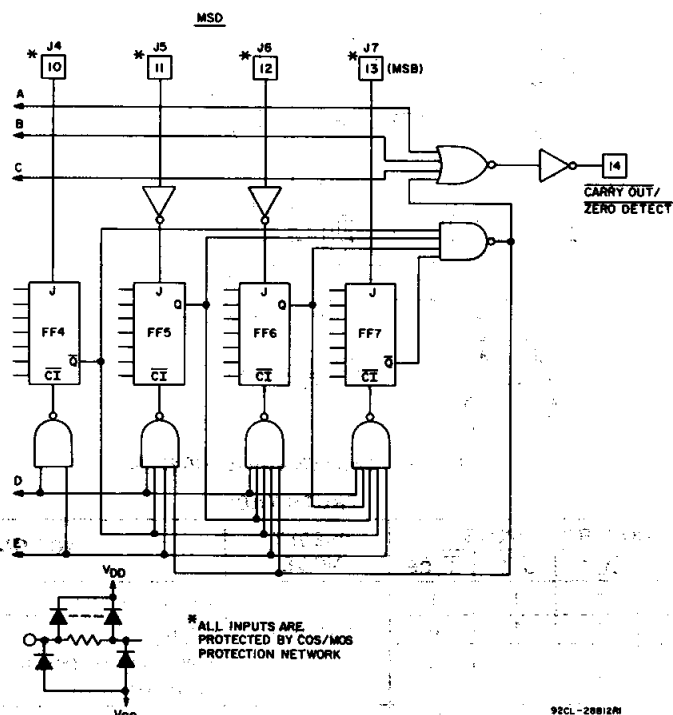 MSD
J4 J5 J6 J7
* 10 * 11 * 12 * 13 (MSB)
A
B
C
14
CARRY OUT/
ZERO DETECT
J J J J
Q Q
FF4 FF5 FF6 FF7
Q Q
CI CI CI CI
D
E
VDD
* ALL INPUTS ARE
PROTECTED BY COS/MOS
PROTECTION NETWORK
92CL-28812R1